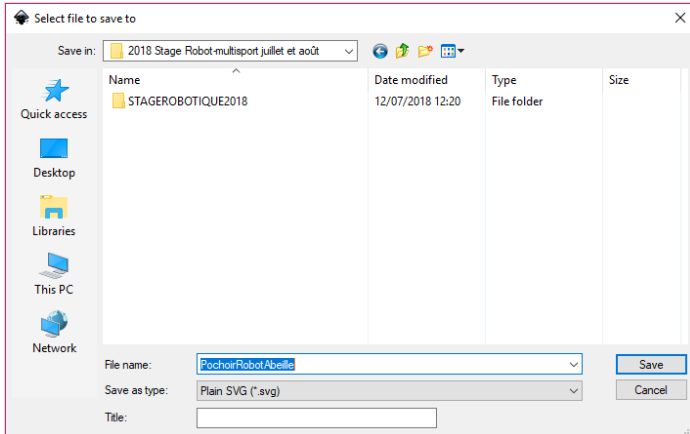 Select file to save to
Save in: 2018 Stage Robot-multisport juillet et août
Name Date modified Type Size
STAGEROBOTIQUE2018 12/07/2018 12:20 File folder
Quick access
Desktop
Libraries
This PC
Network
File name: PochoirRobotAbeille Save
Save as type: Plain SVG (*.svg) Cancel
Title: